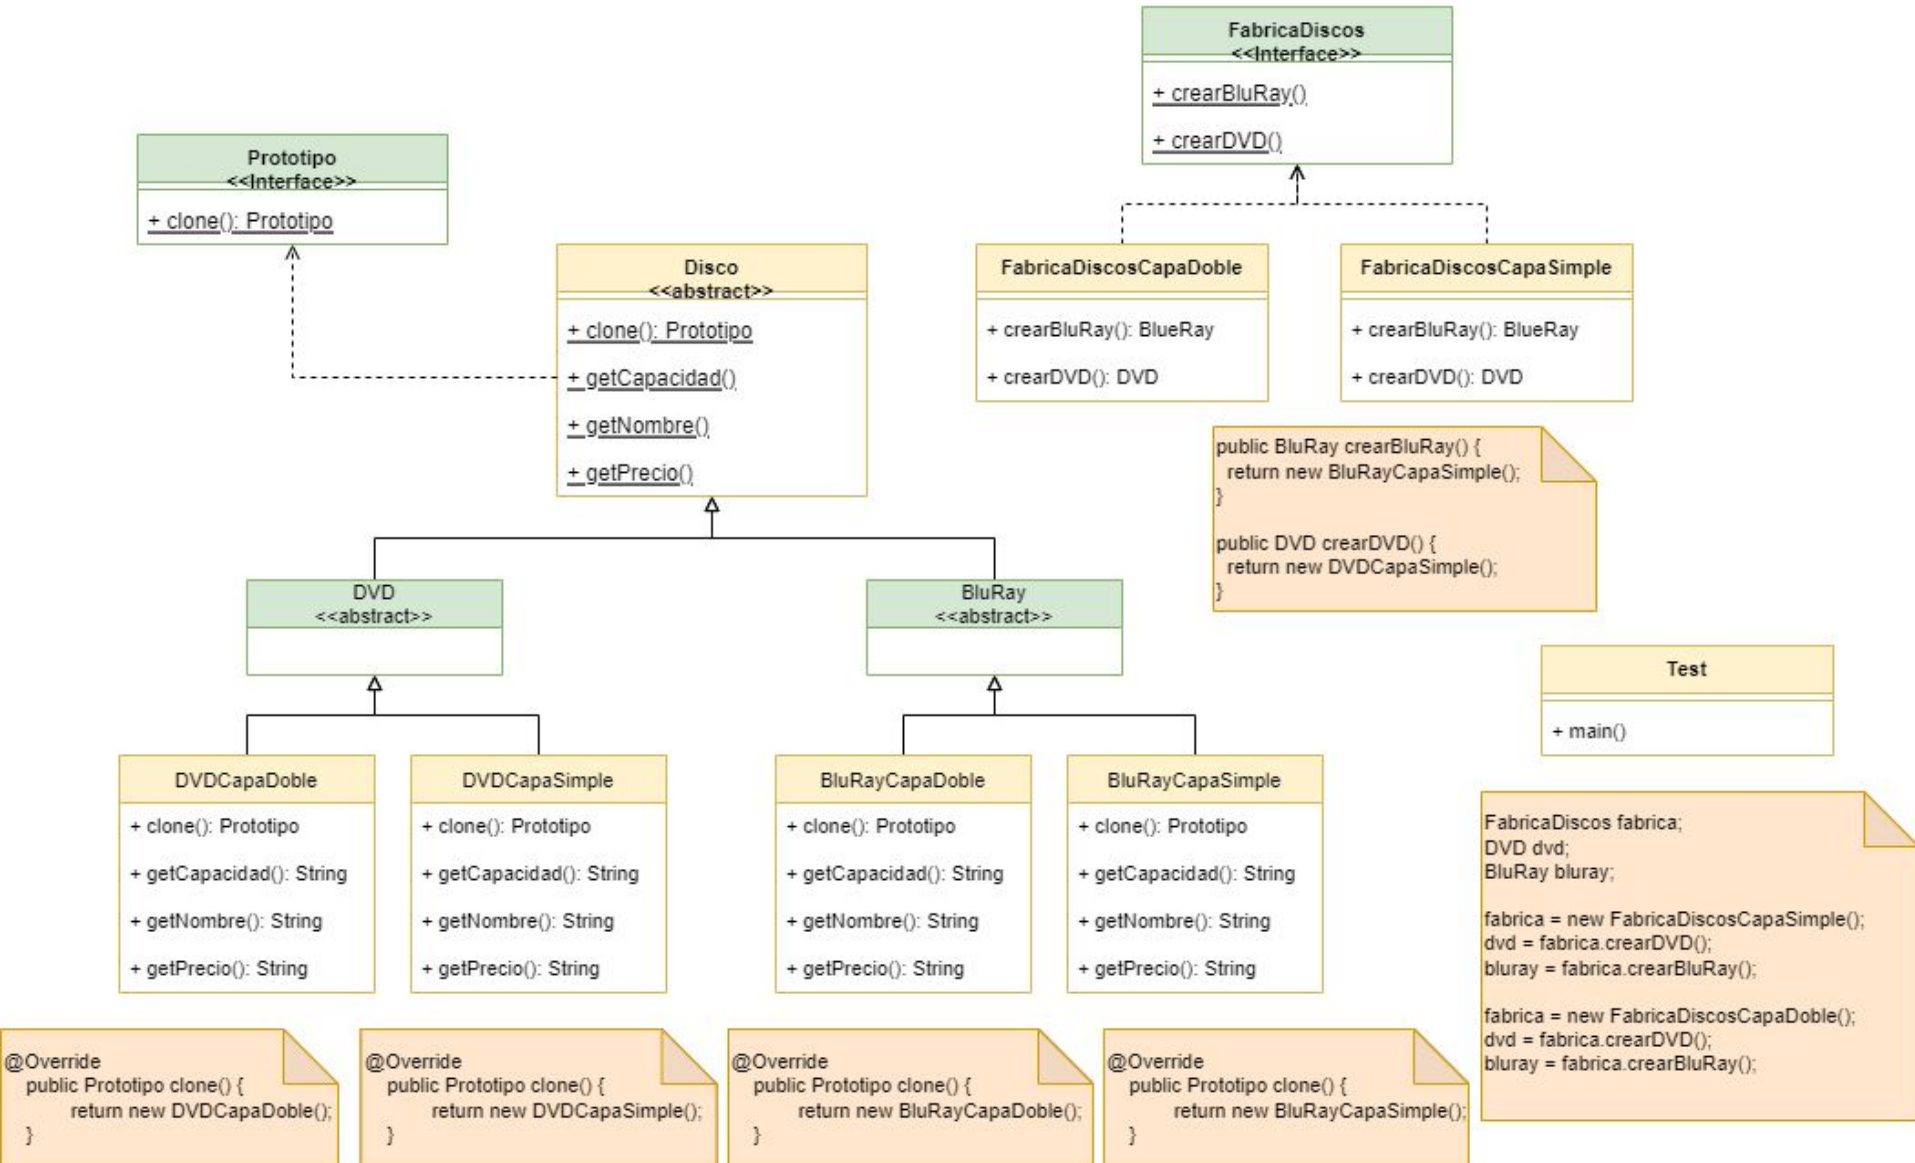 FabricaDiscos
<<Interface>>
+ crearBluRay()
+ crearDVD()
Prototipo
<<Interface>>
+ clone(): Prototipo
Disco
<<abstract>>
+ clone(): Prototipo
+ getCapacidad()
+ getNombre()
+ getPrecio()
FabricaDiscosCapaDoble
+ crearBluRay(): BlueRay
+ crearDVD(): DVD
FabricaDiscosCapaSimple
+ crearBluRay(): BlueRay
+ crearDVD(): DVD
public BluRay crearBluRay() {
return new BluRayCapaSimple();
}
public DVD crearDVD() {
return new DVDCapaSimple();
}
DVD
<<abstract>>
BluRay
<<abstract>>
Test
+ main()
DVDCapaDoble
+ clone(): Prototipo
+ getCapacidad(): String
+ getNombre(): String
+ getPrecio(): String
DVDCapaSimple
+ clone(): Prototipo
+ getCapacidad(): String
+ getNombre(): String
+ getPrecio(): String
BluRayCapaDoble
+ clone(): Prototipo
+ getCapacidad(): String
+ getNombre(): String
+ getPrecio(): String
BluRayCapaSimple
+ clone(): Prototipo
+ getCapacidad(): String
+ getNombre(): String
+ getPrecio(): String
FabricaDiscos fabrica;
DVD dvd;
BluRay bluray;
fabrica = new FabricaDiscosCapaSimple();
dvd = fabrica.crearDVD();
bluray = fabrica.crearBluRay();
fabrica = new FabricaDiscosCapaDoble();
dvd = fabrica.crearDVD();
bluray = fabrica.crearBluRay();
@Override
public Prototipo clone() {
return new DVDCapaDoble();
}
@Override
public Prototipo clone() {
return new DVDCapaSimple();
}
@Override
public Prototipo clone() {
return new BluRayCapaDoble();
}
@Override
public Prototipo clone() {
return new BluRayCapaSimple();
}